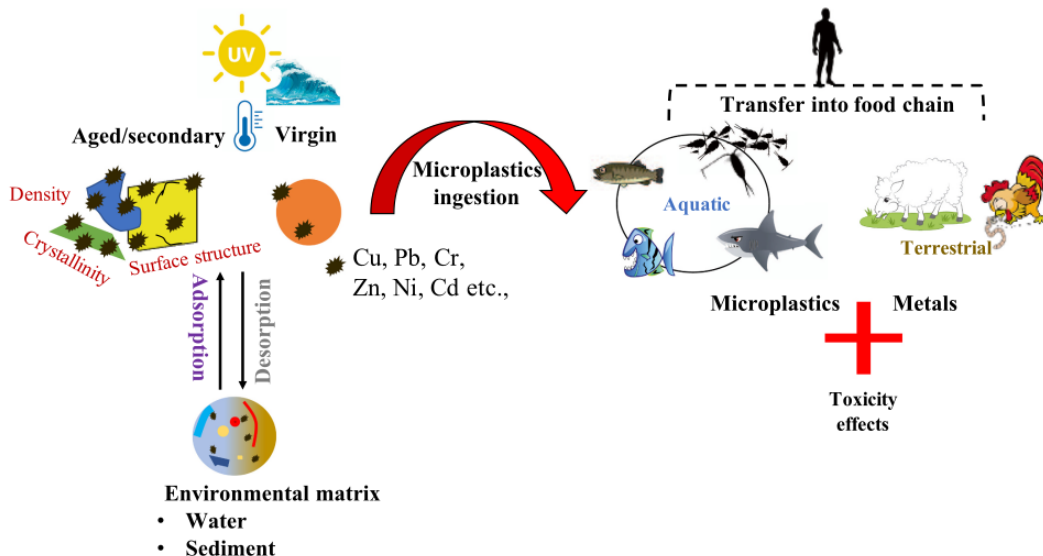 UV
Aged/secondary
Virgin
Density
Crystallinity
Surface structure
Cu, Pb, Cr,
Zn, Ni, Cd etc.,
Adsorption
Desorption
Environmental matrix
• Water
• Sediment
Microplastics
ingestion
Transfer into food chain
Aquatic
Terrestrial
Microplastics
Metals
Toxicity
effects